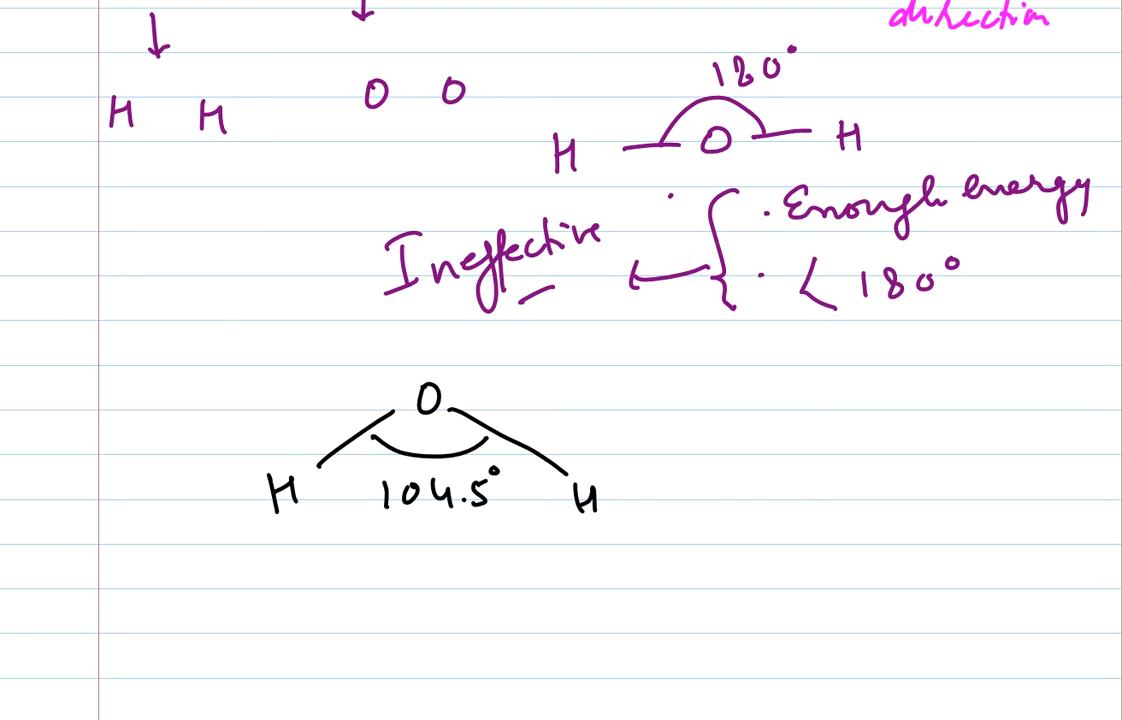 direction
H H O O
180°
H — O — H
. Enough energy
Ineffective
. < 180°
O
H 104.5° H